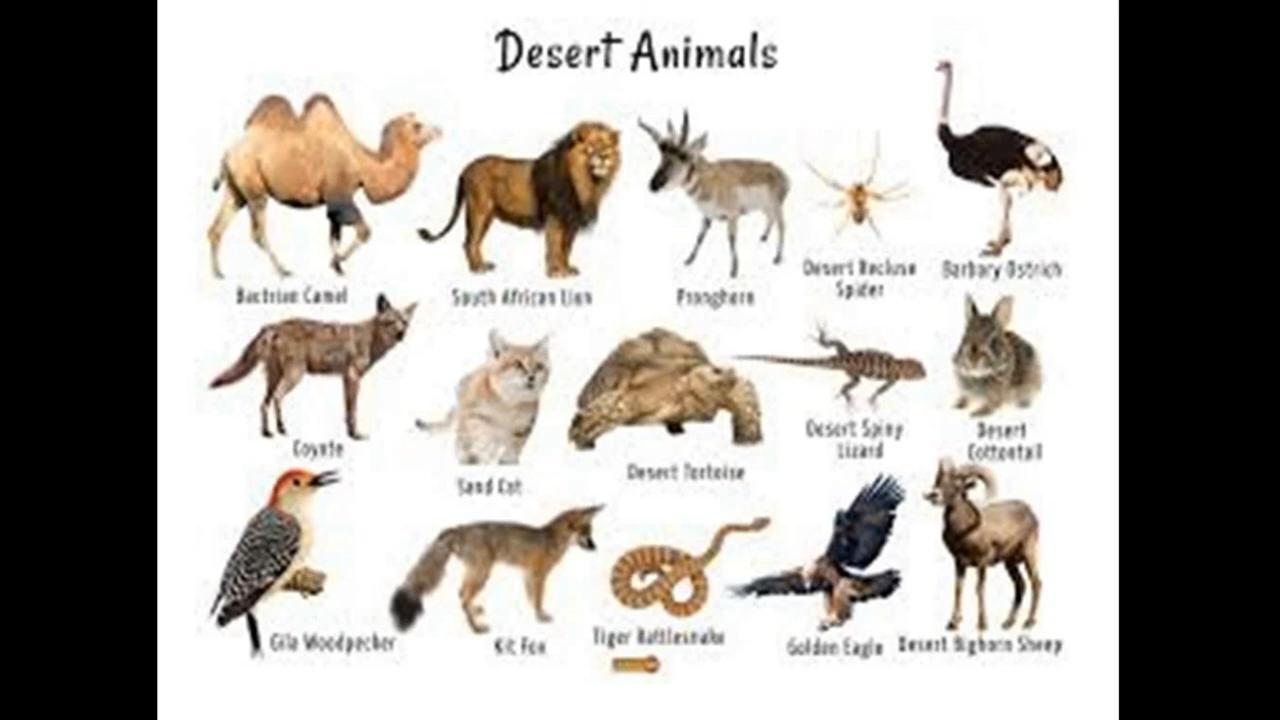 Desert Animals
Bactrian Camel
South African Lion
Pronghorn
Desert Recluse
Spider
Barbary Ostrich
Coyote
Sand Cat
Desert Tortoise
Desert Spiny
Lizard
Desert
Cottontail
Gila Woodpecker
Kit Fox
Tiger Rattlesnake
Golden Eagle
Desert Bighorn Sheep